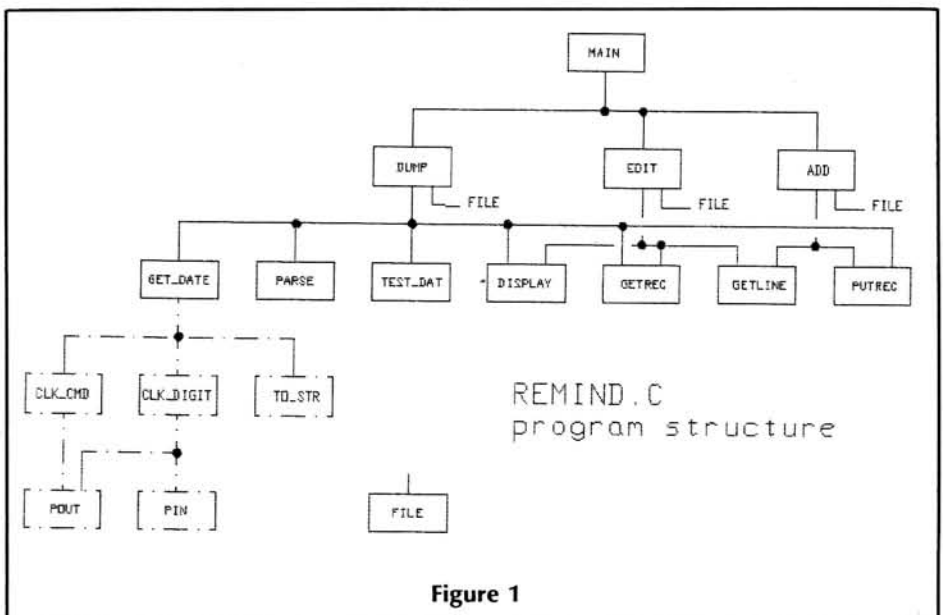 MAIN
DUMP
EDIT
ADD
FILE
FILE
FILE
GET_DATE
PARSE
TEST_DAT
DISPLAY
GETREC
GETLINE
PUTREC
CLK_CMD
CLK_DIGIT
TO_STR
REMIND.C
program structure
POUT
PIN
FILE
Figure 1